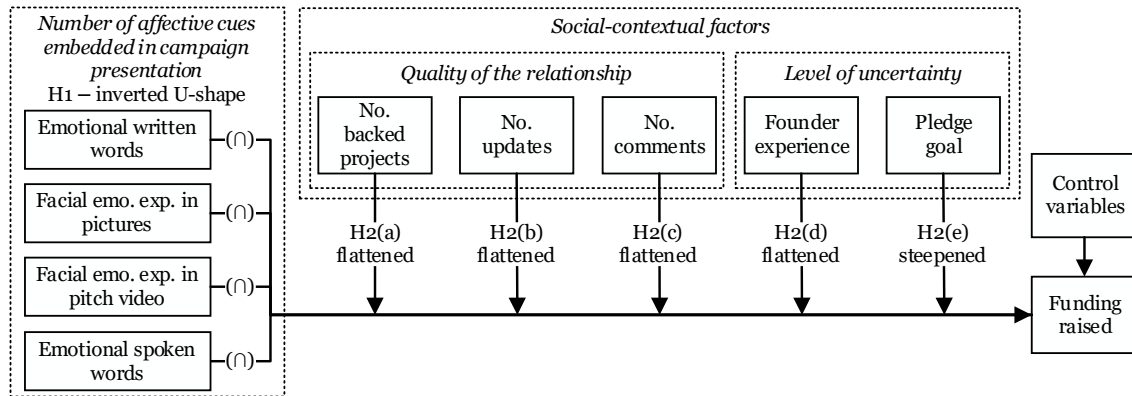 Number of affective cues
embedded in campaign
presentation
H1 – inverted U-shape
Emotional written
words
(∩)
Facial emo. exp. in
pictures
(∩)
Facial emo. exp. in
pitch video
(∩)
Emotional spoken
words
(∩)
Social-contextual factors
Quality of the relationship
No.
backed
projects
No.
updates
No.
comments
Level of uncertainty
Founder
experience
Pledge
goal
H2(a)
flattened
H2(b)
flattened
H2(c)
flattened
H2(d)
flattened
H2(e)
steepened
Control
variables
Funding
raised